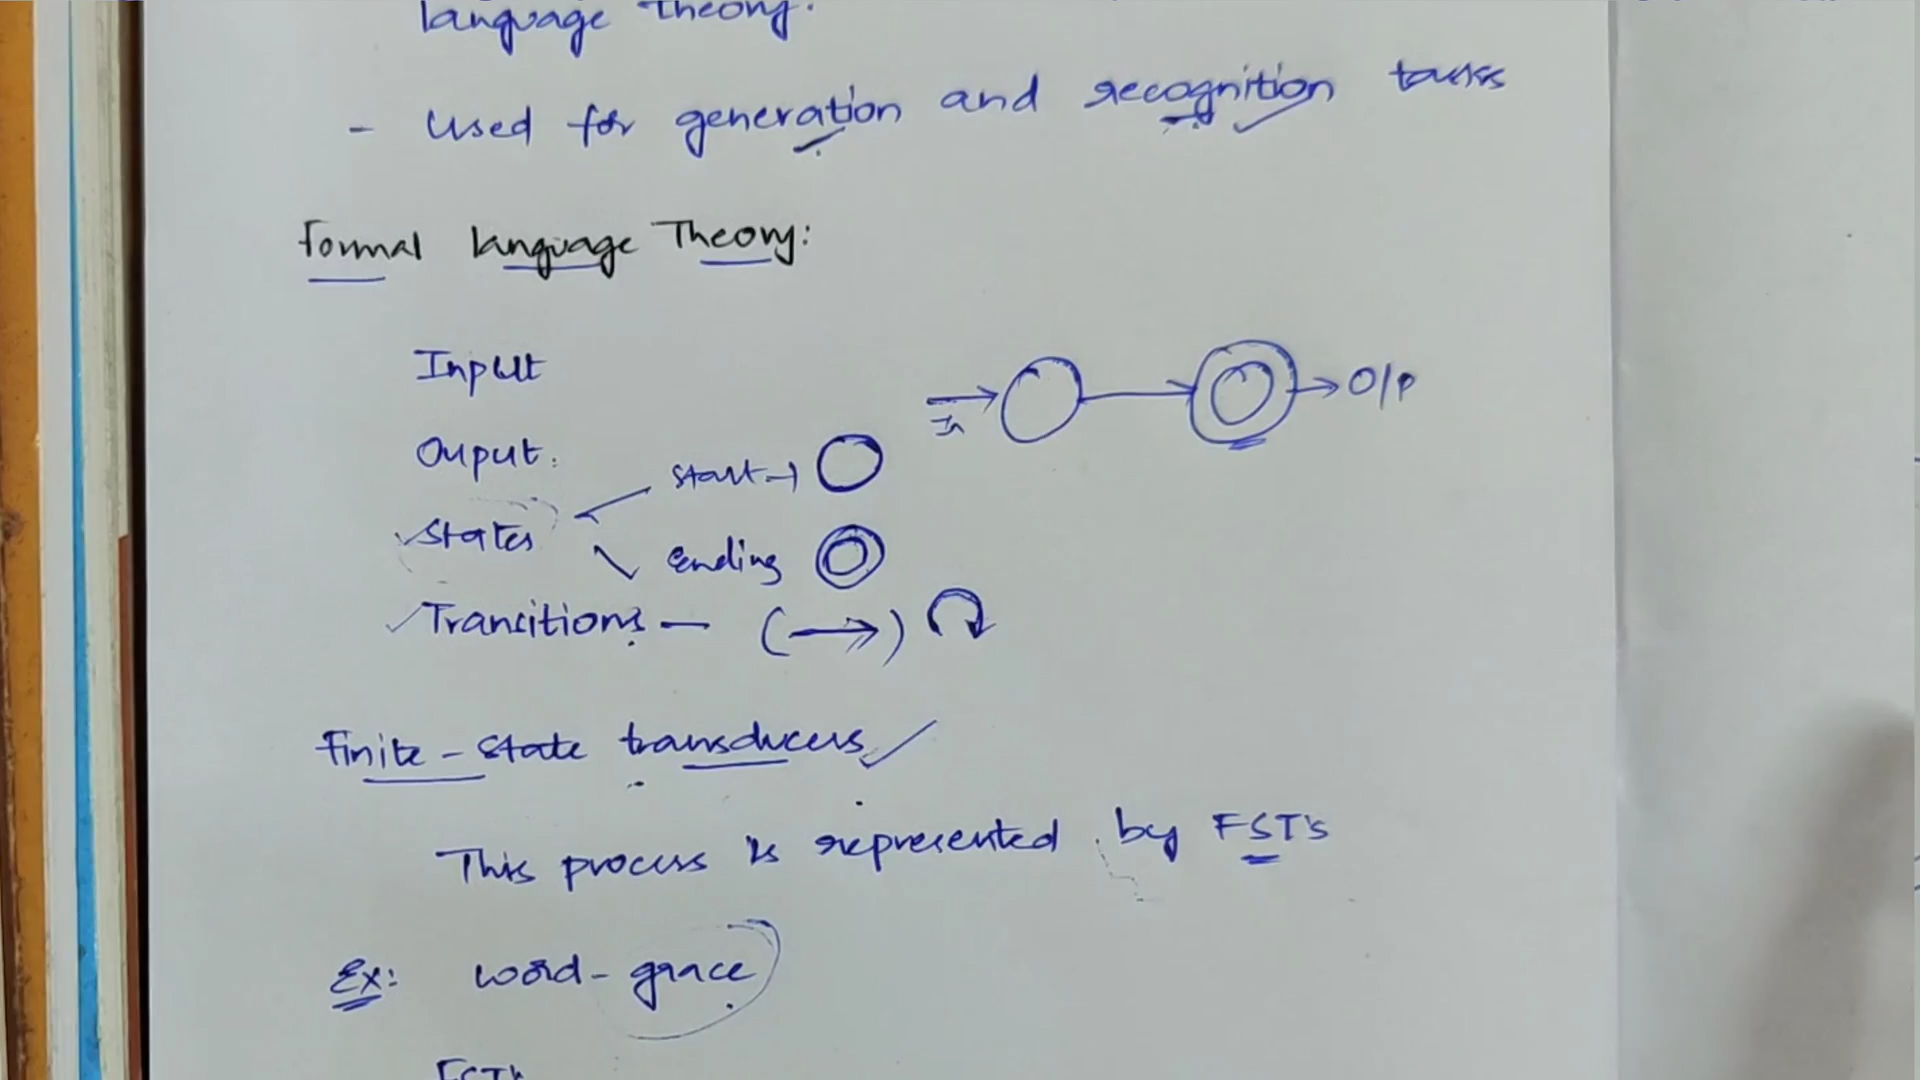 language theory.
- Used for generation and recognition tasks
Formal language Theory:
Input
Ouput.
In
O/P
States
start →
Ending
Transitions — (→)
Finite - state transducers
This process is represented by FST's
Ex: word - grace
FST's